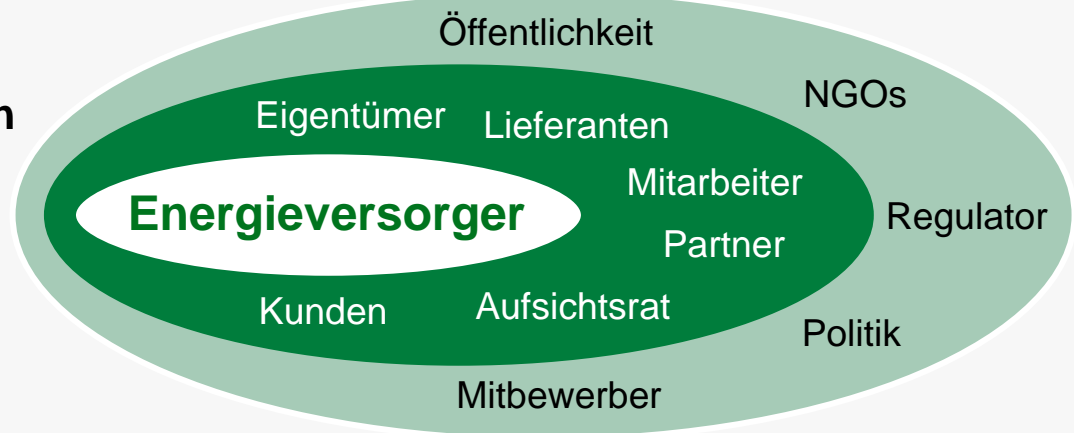 Öffentlichkeit
NGOs
n
Eigentümer
Lieferanten
Mitarbeiter
Energieversorger
Regulator
Partner
Kunden
Aufsichtsrat
Politik
Mitbewerber